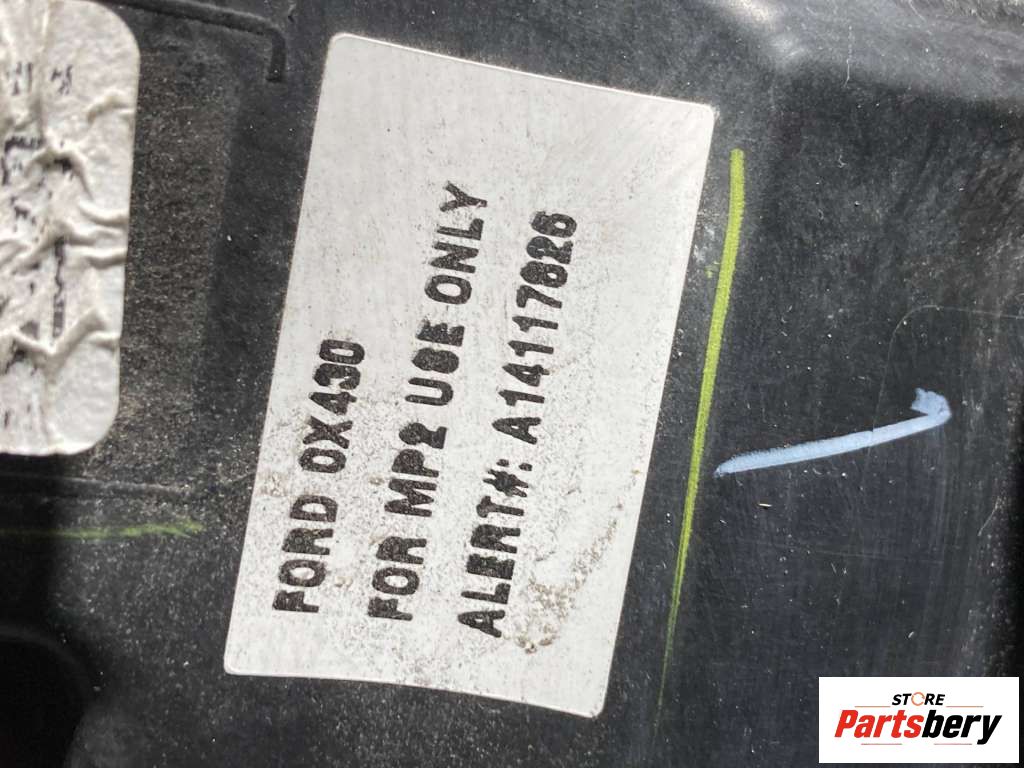 FORD 0X430
FOR MP2 USE ONLY
ALERT#: A14117826
STORE
Partsbery